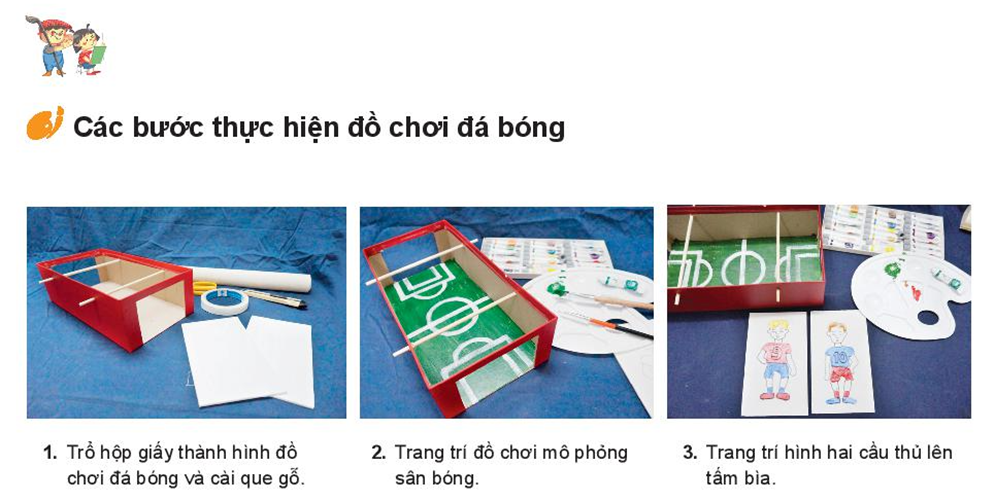 Các bước thực hiện đồ chơi đá bóng
1. Trổ hộp giấy thành hình đồ
chơi đá bóng và cài que gỗ.
2. Trang trí đồ chơi mô phỏng
sân bóng.
3. Trang trí hình hai cầu thủ lên
tấm bìa.
9
10